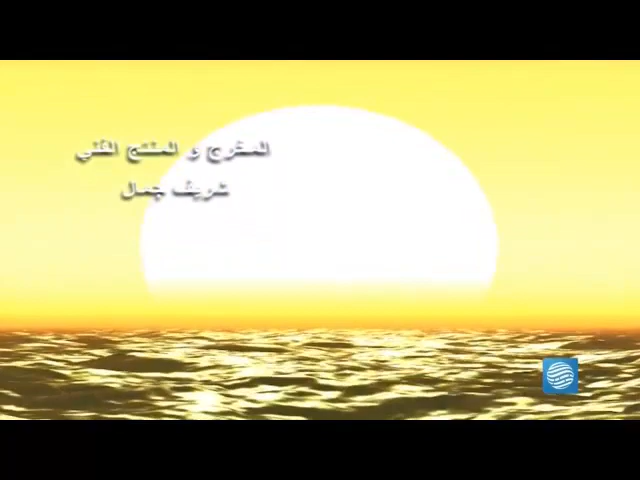 المخرج و المنتج الفني
شريف جمال